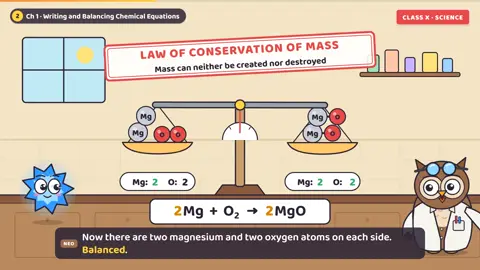 2 Ch 1 - Writing and Balancing Chemical Equations
CLASS X - SCIENCE
LAW OF CONSERVATION OF MASS
Mass can neither be created nor destroyed
Mg
Mg Mg O O
Mg O
Mg O
Mg: 2 O: 2
Mg: 2 O: 2
2Mg + O₂ → 2MgO
NEO Now there are two magnesium and two oxygen atoms on each side.
Balanced.